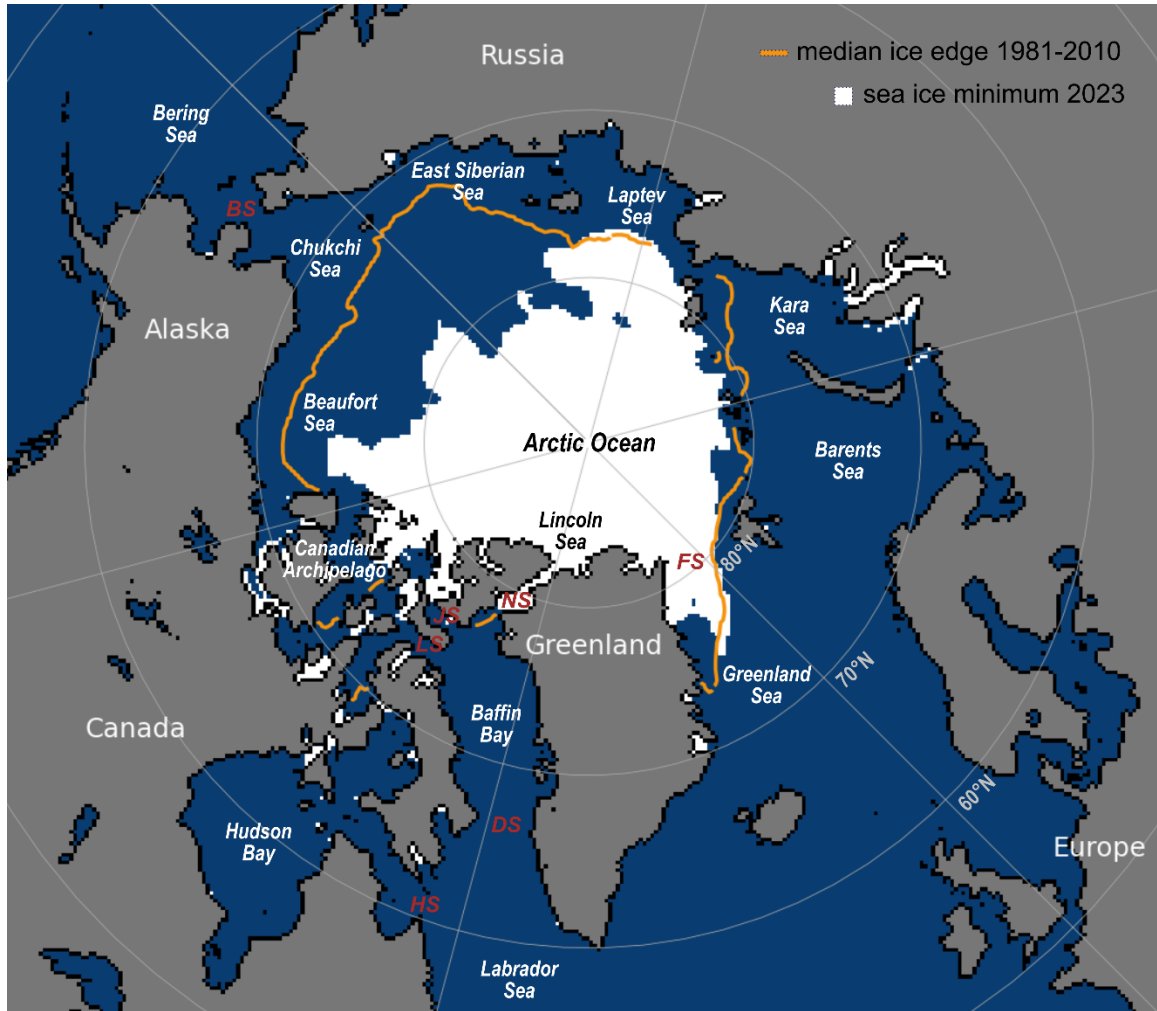 Russia
median ice edge 1981-2010
sea ice minimum 2023
Bering
Sea
East Siberian
Sea
Laptev
Sea
BS
Chukchi
Sea
Kara
Sea
Alaska
Beaufort
Sea
Arctic Ocean
Barents
Sea
Lincoln
Sea
Canadian
Archipelago
FS
80°N
NS
JS
LS
Greenland
Greenland
Sea
70°N
Baffin
Bay
Canada
60°N
DS
Hudson
Bay
Europe
HS
Labrador
Sea